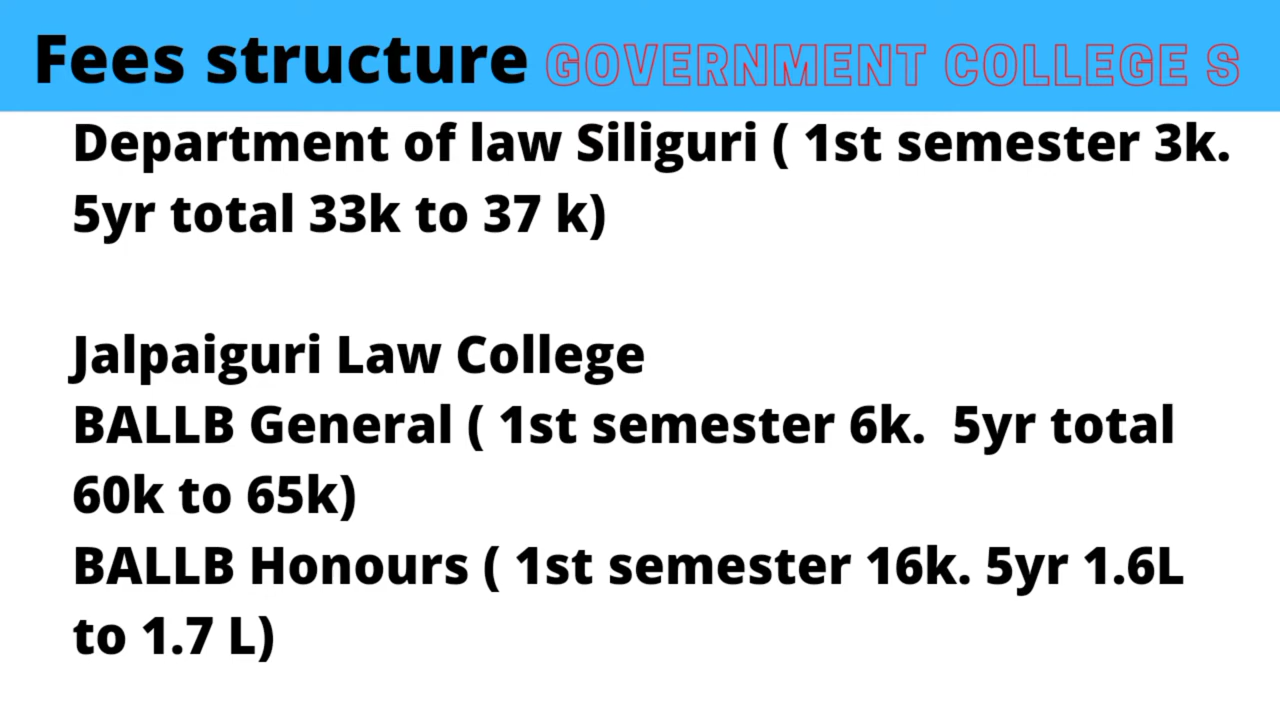 Fees structure GOVERNMENT COLLEGE S
Department of law Siliguri ( 1st semester 3k.
5yr total 33k to 37 k)
Jalpaiguri Law College
BALLB General ( 1st semester 6k.  5yr total
60k to 65k)
BALLB Honours ( 1st semester 16k. 5yr 1.6L
to 1.7 L)